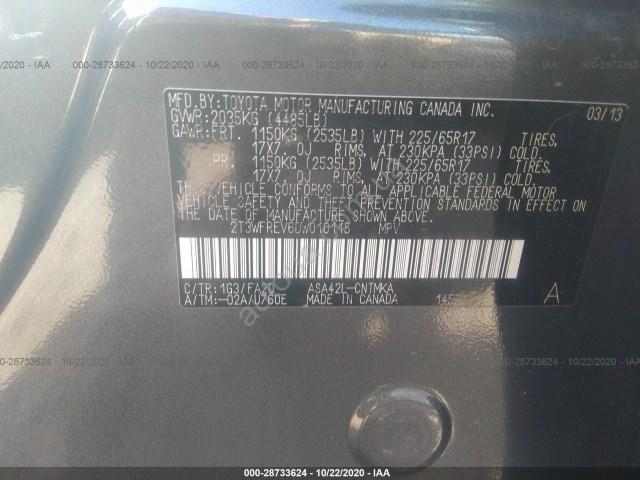 000-28733624 - 10/22/2020 - IAA
MFD.BY:TOYOTA MOTOR MANUFACTURING CANADA INC. 03/13
GVWR:2035KG (4485LB)
GAWR:FRT. 1150KG (2535LB) WITH 225/65R17 TIRES,
17X7.0J RIMS, AT 230KPA (33PSI) COLD.
RR. 1150KG (2535LB) WITH 225/65R17 TIRES,
17X7.0J RIMS, AT 230KPA (33PSI) COLD.
THIS VEHICLE CONFORMS TO ALL APPLICABLE FEDERAL MOTOR
VEHICLE SAFETY AND THEFT PREVENTION STANDARDS IN EFFECT ON
THE DATE OF MANUFACTURE SHOWN ABOVE.
MPV
C/TR:1G3/FA20 ASA42L-CNTMKA
A/TM:-02A/U760E MADE IN CANADA 145 A
000-28733624 - 10/22/2020 - IAA